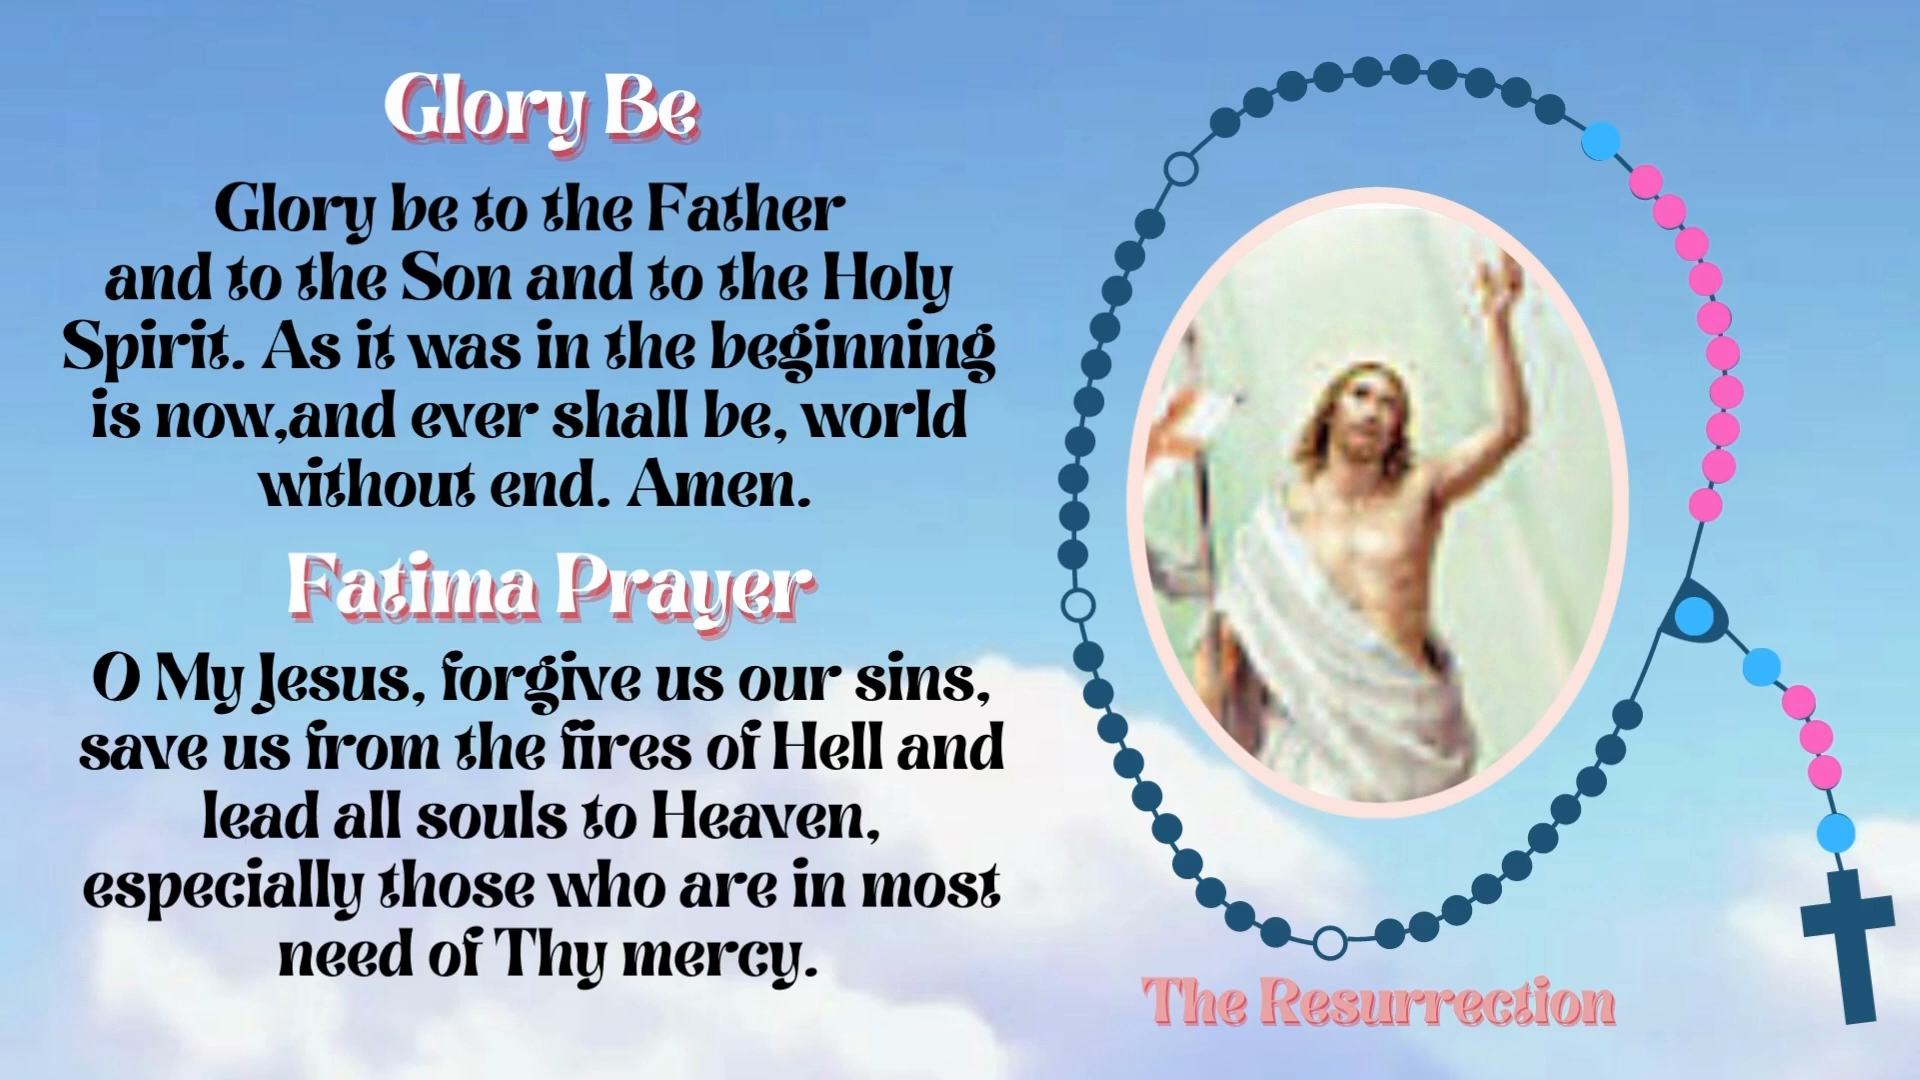 Glory Be
Glory be to the Father
and to the Son and to the Holy
Spirit. As it was in the beginning
is now,and ever shall be, world
without end. Amen.
Fatima Prayer
O My Jesus, forgive us our sins,
save us from the fires of Hell and
lead all souls to Heaven,
especially those who are in most
need of Thy mercy.
The Resurrection